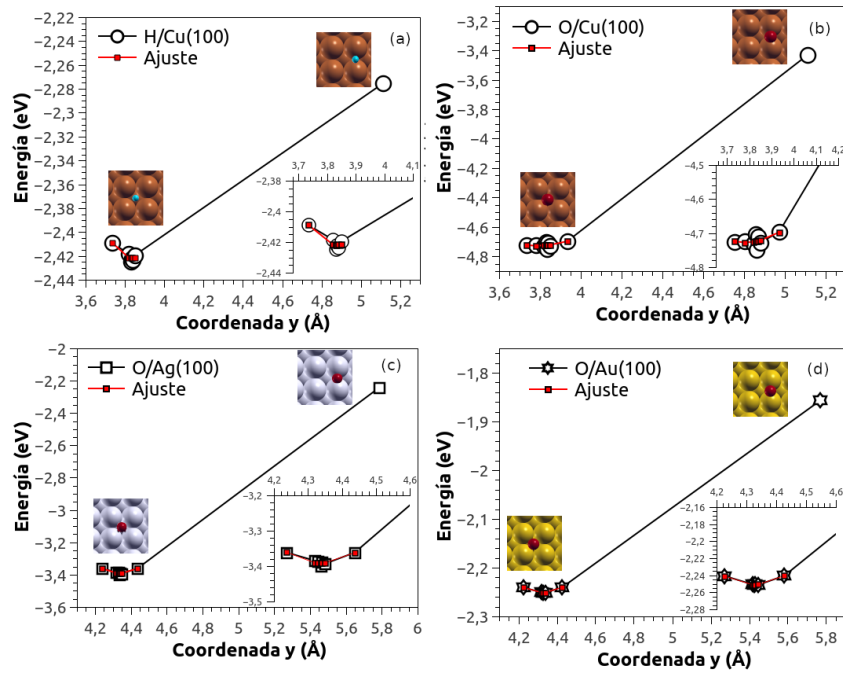 (a)
H/Cu(100)
Ajuste
Energía (eV)
−2,22
−2,24
−2,26
−2,28
−2,3
−2,32
−2,34
−2,36
−2,38
−2,4
−2,42
−2,44
3,6 3,8 4 4,2 4,4 4,6 4,8 5 5,2
Coordenada y (Å)
3,7 3,8 3,9 4 4,1
−2,38
−2,4
−2,42
−2,44
(b)
O/Cu(100)
Ajuste
Energía (eV)
−3,2
−3,4
−3,6
−3,8
−4
−4,2
−4,4
−4,6
−4,8
3,6 3,8 4 4,2 4,4 4,6 4,8 5 5,2
Coordenada y (Å)
3,7 3,8 3,9 4 4,1
−4,5
−4,6
−4,7
−4,8
(c)
O/Ag(100)
Ajuste
Energía (eV)
−2
−2,2
−2,4
−2,6
−2,8
−3
−3,2
−3,4
−3,6
4,2 4,4 4,6 4,8 5 5,2 5,4 5,6 5,8 6
Coordenada y (Å)
4,2 4,3 4,4 4,5 4,6
−3,2
−3,3
−3,4
−3,5
(d)
O/Au(100)
Ajuste
Energía (eV)
−1,8
−1,9
−2
−2,1
−2,2
−2,3
4,2 4,4 4,6 4,8 5 5,2 5,4 5,6 5,8
Coordenada y (Å)
4,2 4,3 4,4 4,5 4,6
−2,16
−2,18
−2,2
−2,22
−2,24
−2,26
−2,28